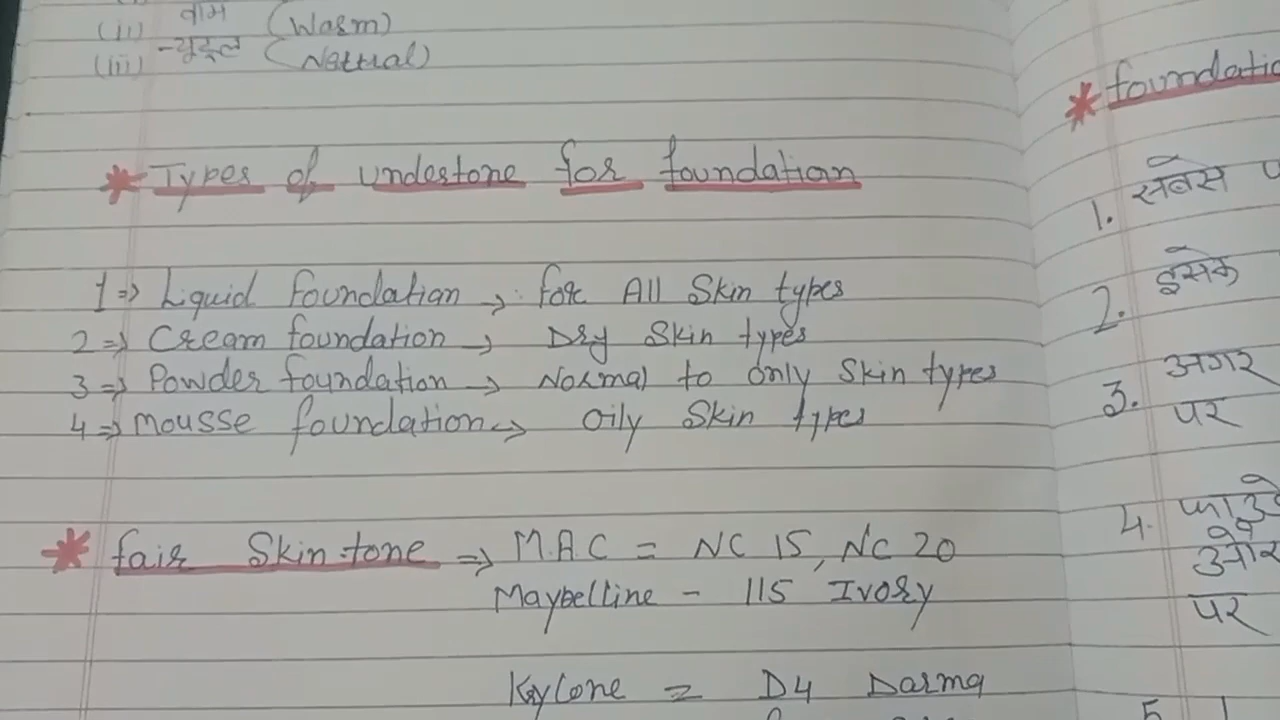 (ii) वार्म (Warm)
(iii) न्यूट्रल (Netural)
* Types of Understone for foundation
1 => Liquid foundation → for All Skin types
2 => Cream foundation → Dry Skin types
3 => Powder foundation → Normal to only Skin types
4 => Mousse foundation → Oily Skin types
* fair Skin tone => M.A.C = NC 15, NC 20
Maybelline - 115 Ivory
= D4 Darma
* foundatio
1. सबसे प
2. इसके
3. अगर
पर
4.
अगर
पर
5